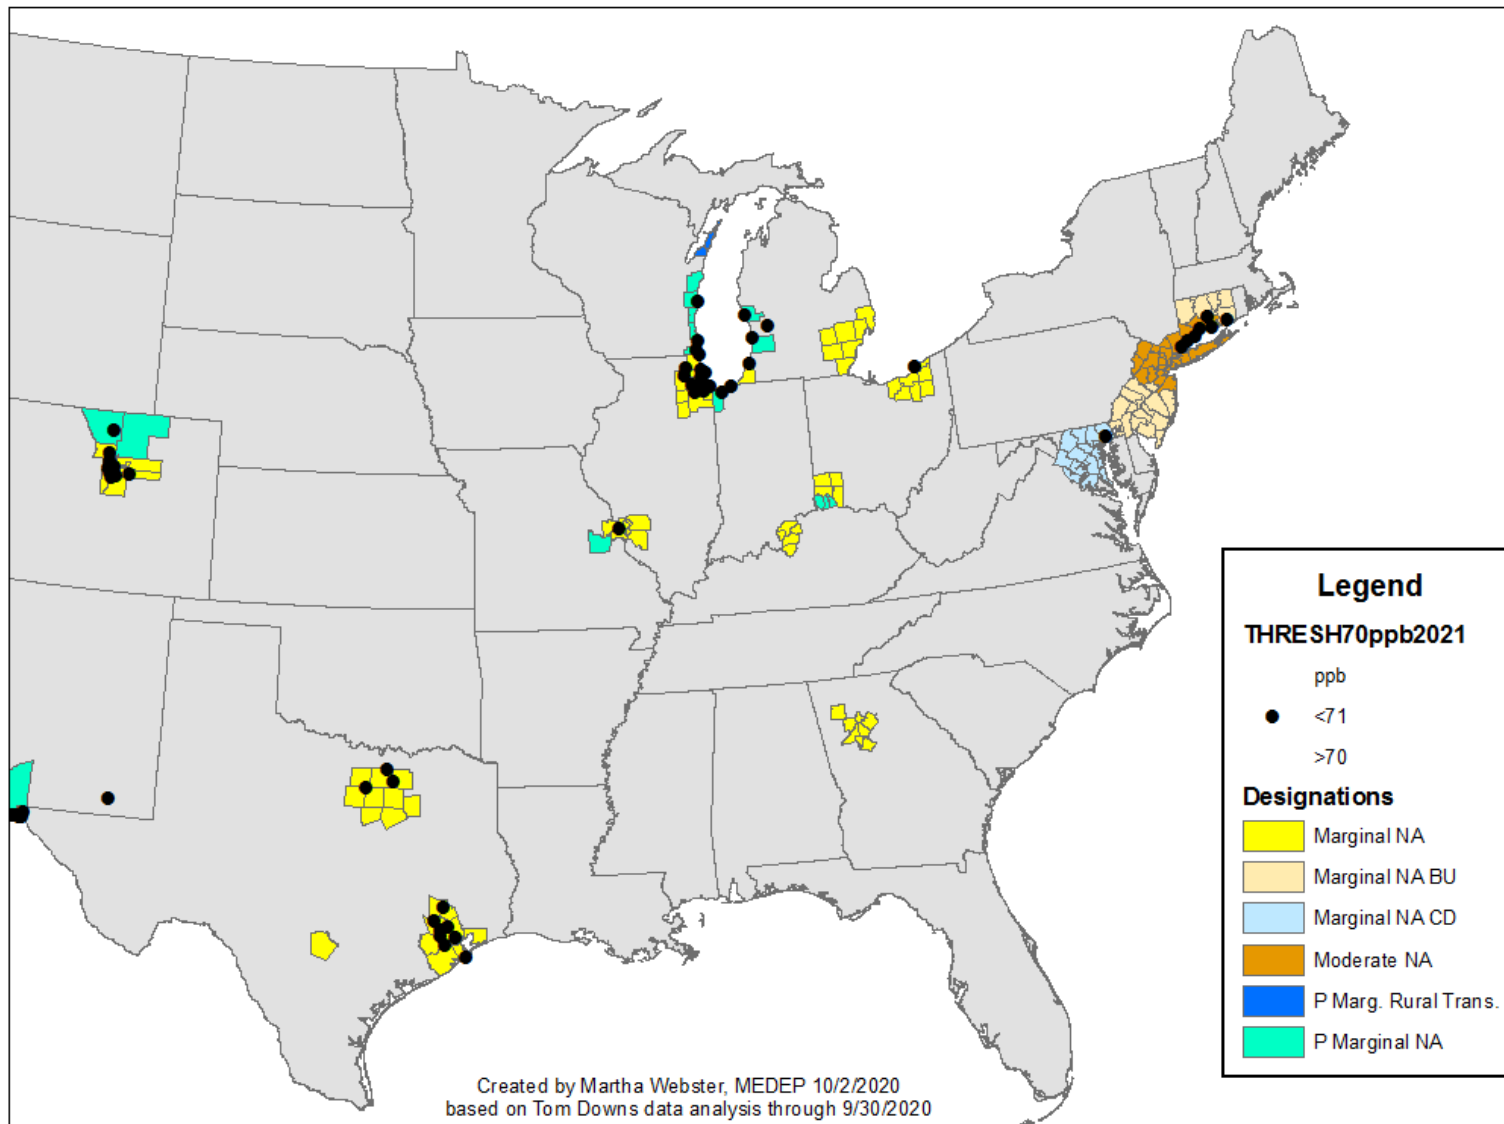 Legend
THRESH70ppb2021
ppb
<71
>70
Designations
Marginal NA
Marginal NA BU
Marginal NA CD
Moderate NA
P Marg. Rural Trans.
P Marginal NA
Created by Martha Webster, MEDEP 10/2/2020
based on Tom Downs data analysis through 9/30/2020